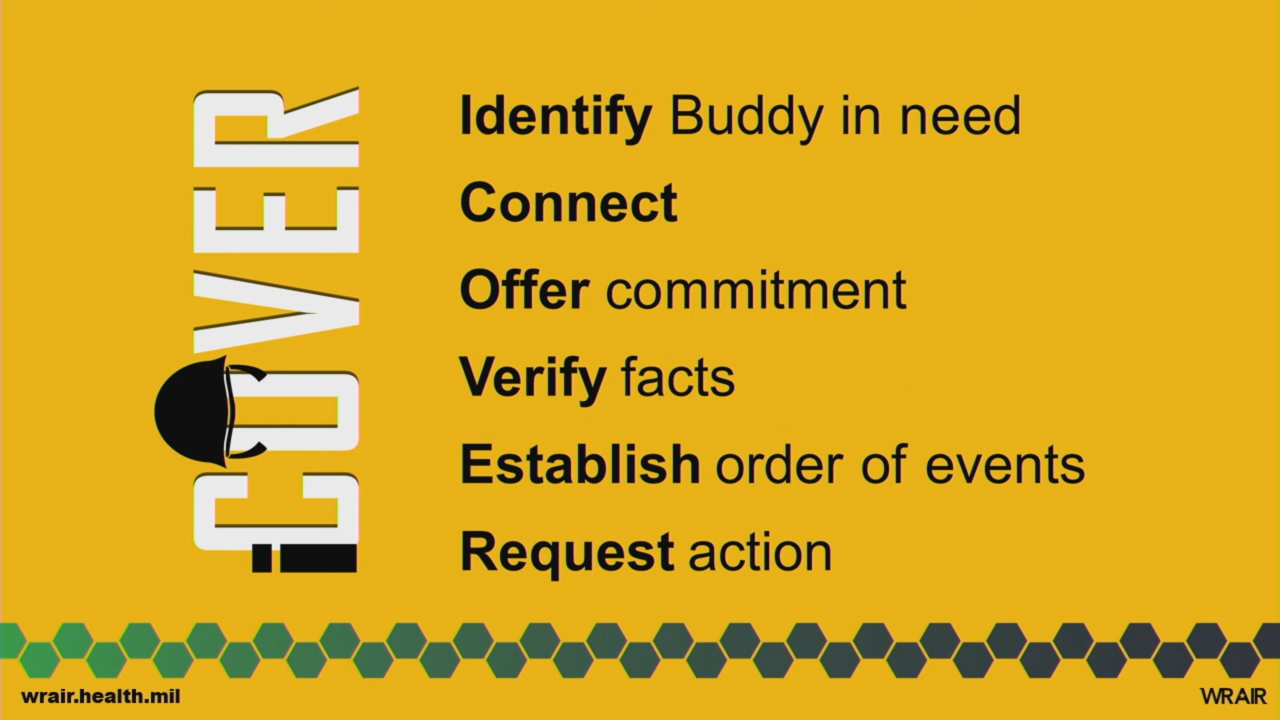 iCOVER
Identify Buddy in need
Connect
Offer commitment
Verify facts
Establish order of events
Request action
wrair.health.mil
WRAIR